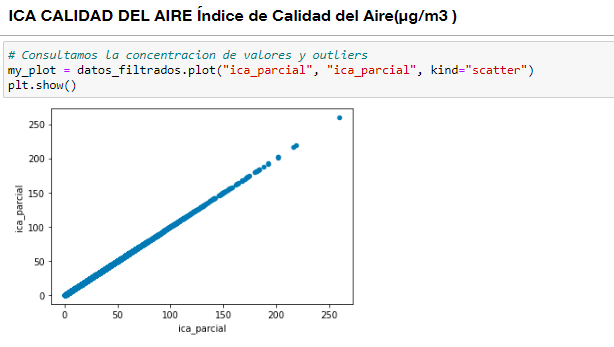 ICA CALIDAD DEL AIRE Índice de Calidad del Aire(µg/m3 )
# Consultamos la concentracion de valores y outliers
my_plot = datos_filtrados.plot("ica_parcial", "ica_parcial", kind="scatter")
plt.show()
250
200
150
100
50
0
ica_parcial
0 50 100 150 200 250
ica_parcial